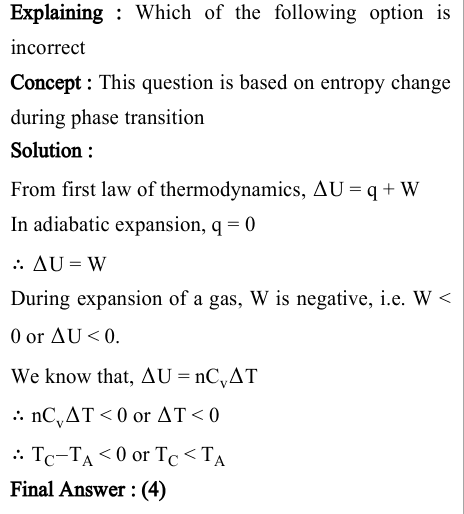 Explaining : Which of the following option is
incorrect
Concept : This question is based on entropy change
during phase transition
Solution :
From first law of thermodynamics, ΔU = q + W
In adiabatic expansion, q = 0
∴ ΔU = W
During expansion of a gas, W is negative, i.e. W <
0 or ΔU < 0.
We know that, ΔU = nCᵥΔT
∴ nCᵥΔT < 0 or ΔT < 0
∴ T_C–T_A < 0 or T_C < T_A
Final Answer : (4)